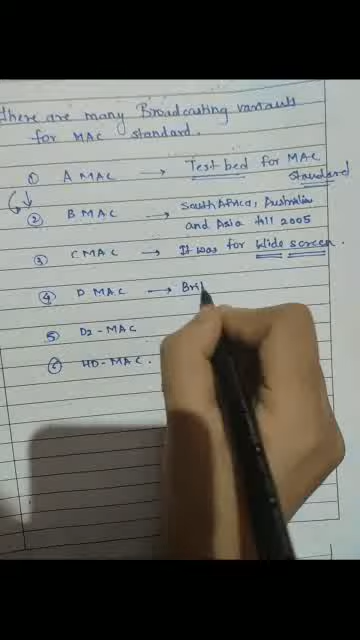 There are many Broadcasting variants
for MAC standard.
① A MAC → Test bed for MAC
Standard
② B MAC → South Africa, Australia
and Asia till 2005
③ C MAC → It was for Wide screen.
④ D MAC → Bri
⑤ D2 - MAC
⑥ HD - MAC.